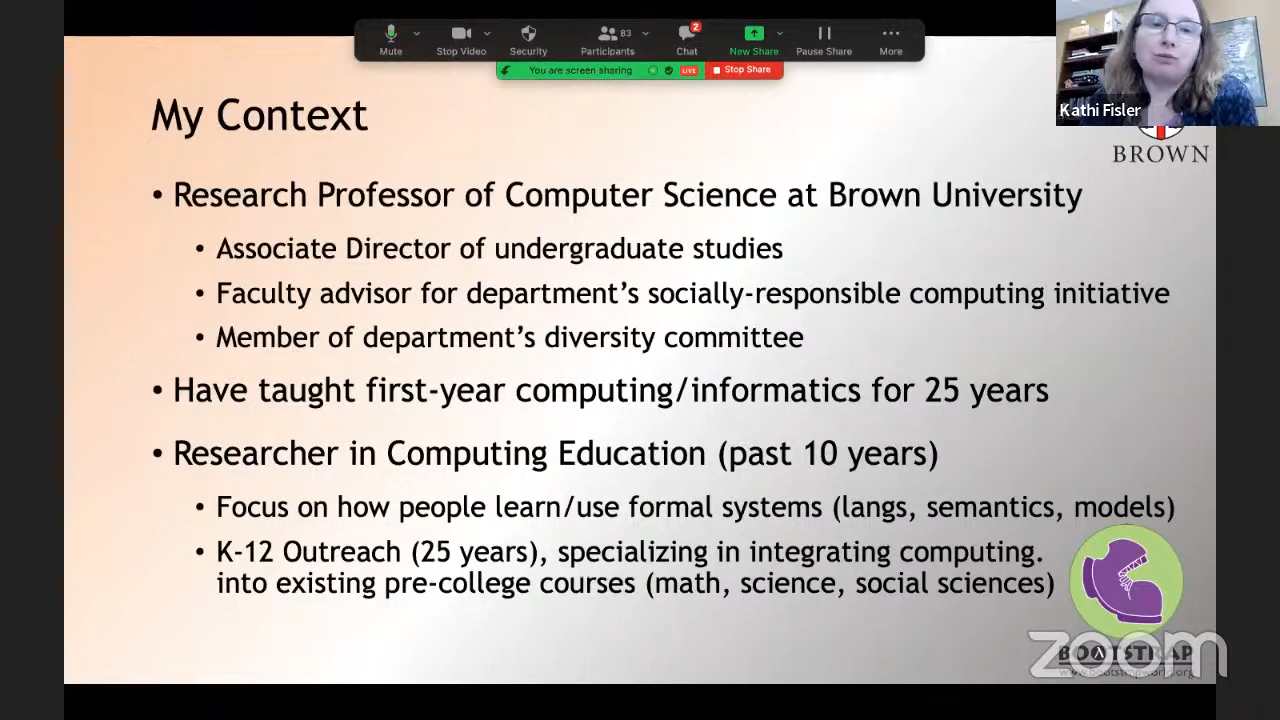 Mute
Stop Video
Security
83
Participants
2
Chat
New Share
Pause Share
More
You are screen sharing
LIVE
Stop Share
Kathi Fisler
My Context
BROWN
• Research Professor of Computer Science at Brown University
• Associate Director of undergraduate studies
• Faculty advisor for department's socially-responsible computing initiative
• Member of department's diversity committee
• Have taught first-year computing/informatics for 25 years
• Researcher in Computing Education (past 10 years)
• Focus on how people learn/use formal systems (langs, semantics, models)
• K-12 Outreach (25 years), specializing in integrating computing.
into existing pre-college courses (math, science, social sciences)
BOOTSTRAP
zoom
www.bootstrapworld.org